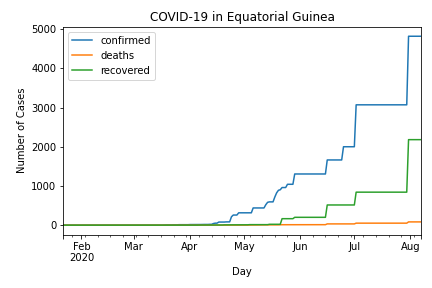 COVID-19 in Equatorial Guinea
confirmed
deaths
recovered
Number of Cases
5000
4000
3000
2000
1000
0
Feb Mar Apr May Jun Jul Aug
2020
Day